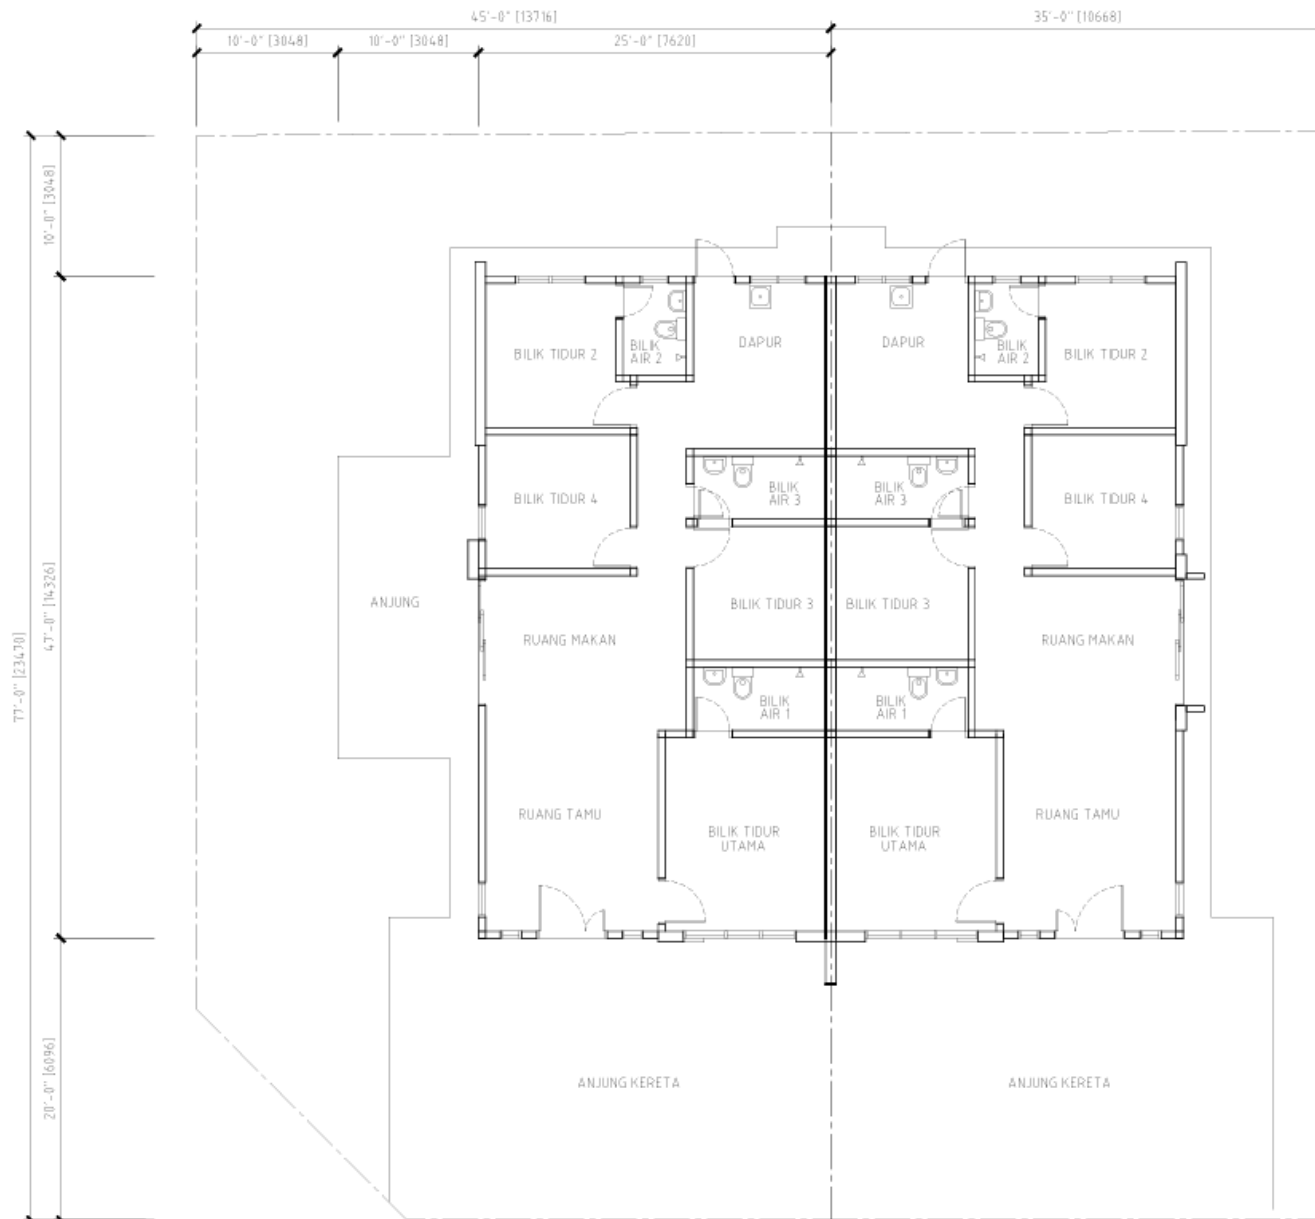 45'-0" [13716]
35'-0" [10668]
10'-0" [3048]
10'-0" [3048]
25'-0" [7620]
10'-0" [3048]
47'-0" [14326]
77'-0" [23470]
20'-0" [6096]
BILIK TIDUR 2
BILIK
AIR 2
DAPUR
DAPUR
BILIK
AIR 2
BILIK TIDUR 2
BILIK TIDUR 4
BILIK
AIR 3
BILIK
AIR 3
BILIK TIDUR 4
ANJUNG
BILIK TIDUR 3
BILIK TIDUR 3
RUANG MAKAN
RUANG MAKAN
BILIK
AIR 1
BILIK
AIR 1
RUANG TAMU
BILIK TIDUR
UTAMA
BILIK TIDUR
UTAMA
RUANG TAMU
ANJUNG KERETA
ANJUNG KERETA